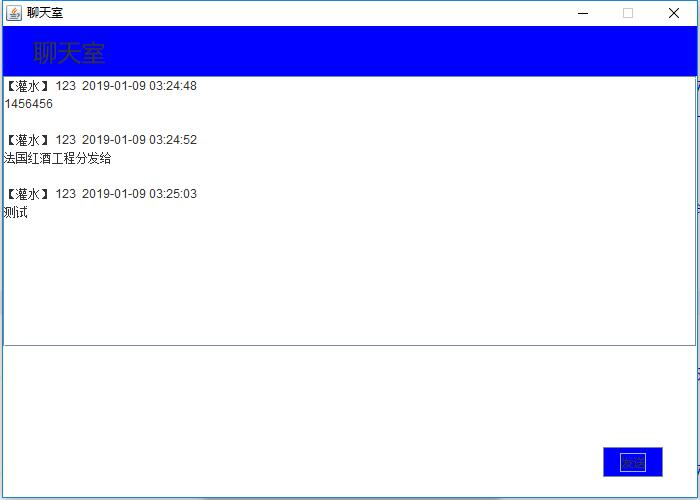 聊天室
聊天室
【灌水】 123 2019-01-09 03:24:48
1456456
【灌水】 123 2019-01-09 03:24:52
法国红酒工程分发给
【灌水】 123 2019-01-09 03:25:03
测试
发送